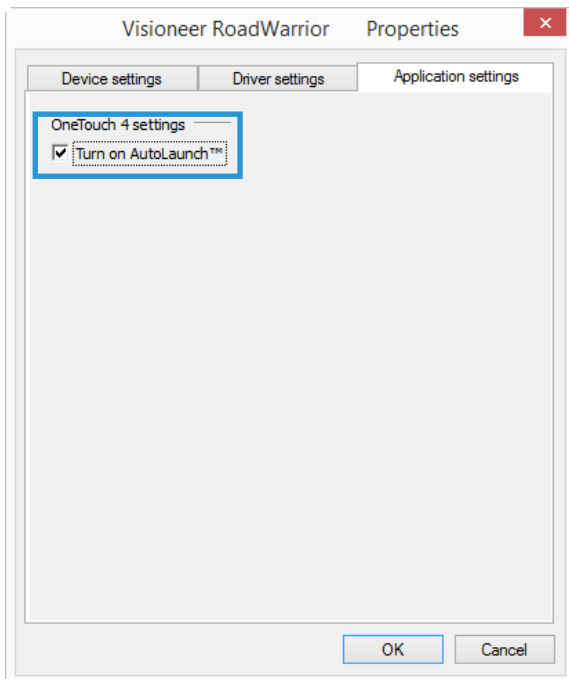 Visioneer RoadWarrior Properties
Device settings Driver settings Application settings
OneTouch 4 settings
Turn on AutoLaunch™
OK Cancel